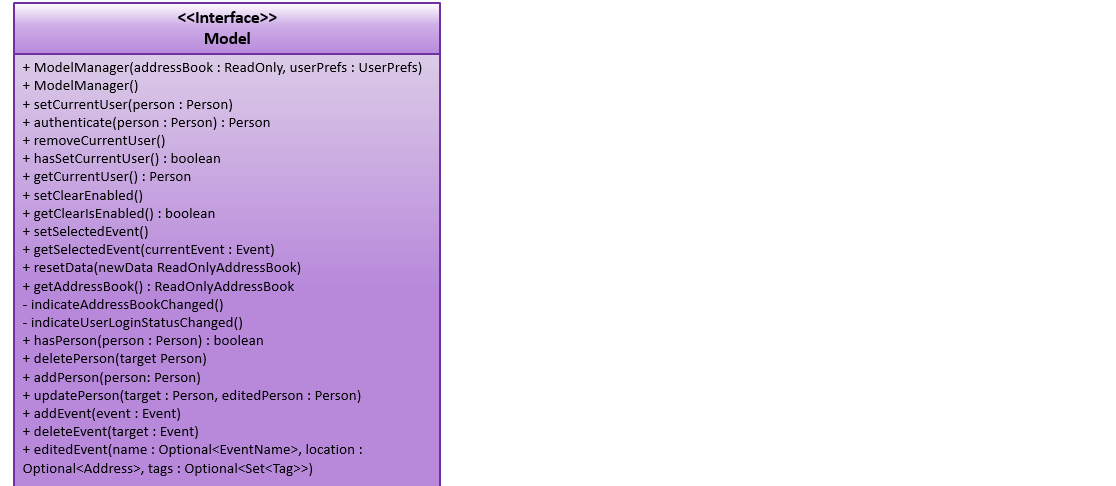 <<Interface>>
Model
+ ModelManager(addressBook : ReadOnly, userPrefs : UserPrefs)
+ ModelManager()
+ setCurrentUser(person : Person)
+ authenticate(person : Person) : Person
+ removeCurrentUser()
+ hasSetCurrentUser() : boolean
+ getCurrentUser() : Person
+ setClearEnabled()
+ getClearIsEnabled() : boolean
+ setSelectedEvent()
+ getSelectedEvent(currentEvent : Event)
+ resetData(newData ReadOnlyAddressBook)
+ getAddressBook() : ReadOnlyAddressBook
- indicateAddressBookChanged()
- indicateUserLoginStatusChanged()
+ hasPerson(person : Person) : boolean
+ deletePerson(target Person)
+ addPerson(person: Person)
+ updatePerson(target : Person, editedPerson : Person)
+ addEvent(event : Event)
+ deleteEvent(target : Event)
+ editedEvent(name : Optional<EventName>, location :
Optional<Address>, tags : Optional<Set<Tag>>)